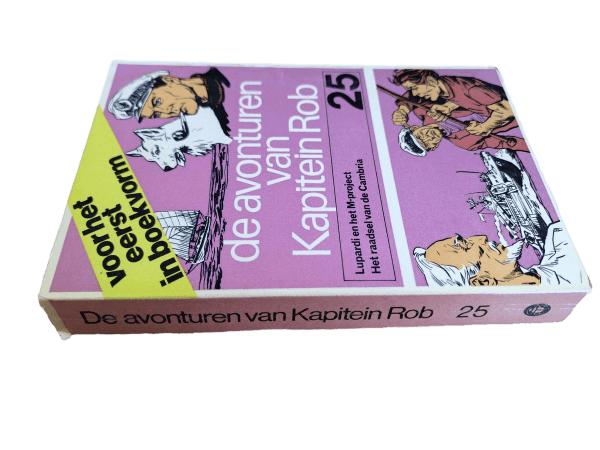 voor het
eerst
in boekvorm
de avonturen
van
Kapitein Rob
25
Lupardi en het M-project
Het raadsel van de Cambria
De avonturen van Kapitein Rob 25